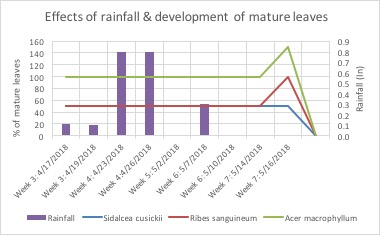 Effects of rainfall & development of mature leaves
% of mature leaves
160
140
120
100
80
60
40
20
0
0.9
0.8
0.7
0.6
0.5
0.4
0.3
0.2
0.1
0.0
Rainfall (In)
Week 3: 4/17/2018
Week 3: 4/19/2018
Week 4: 4/23/2018
Week 4:4/26/2018
Week 5: 5/2/2018
Week 6: 5/7/2018
Week 6: 5/10/2018
Week 7: 5/14/2018
Week 7: 5/16/2018
Rainfall
Sidalcea cusickii
Ribes sanguineum
Acer macrophyllum